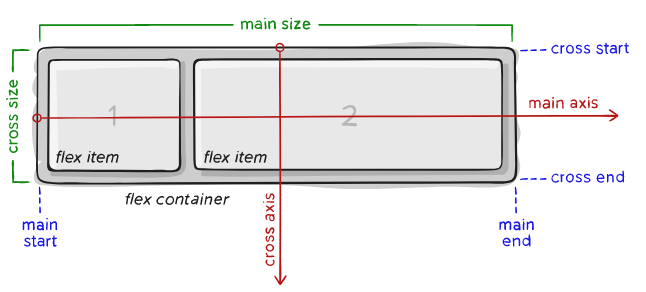 main size
cross start
cross size
1
2
main axis
flex item
flex item
cross end
flex container
cross axis
main
start
main
end